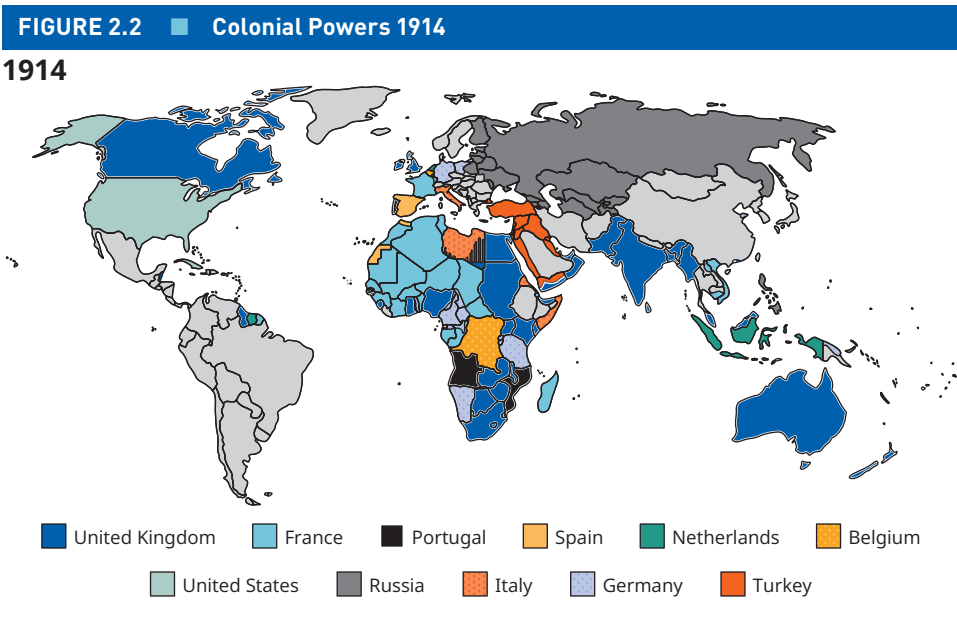 FIGURE 2.2 Colonial Powers 1914
1914
United Kingdom France Portugal Spain Netherlands Belgium
United States Russia Italy Germany Turkey